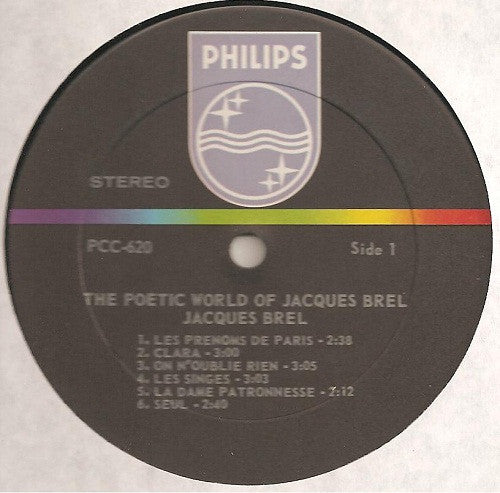 PHILIPS
STEREO
PCC-620 Side 1
THE POETIC WORLD OF JACQUES BREL
JACQUES BREL
1. LES PRENOMS DE PARIS - 2:38
2. CLARA - 3:00
3. ON N'OUBLIE RIEN - 3:05
4. LES SINGES - 3:03
5. LA DAME PATRONNESSE - 2:12
6. SEUL - 2:40